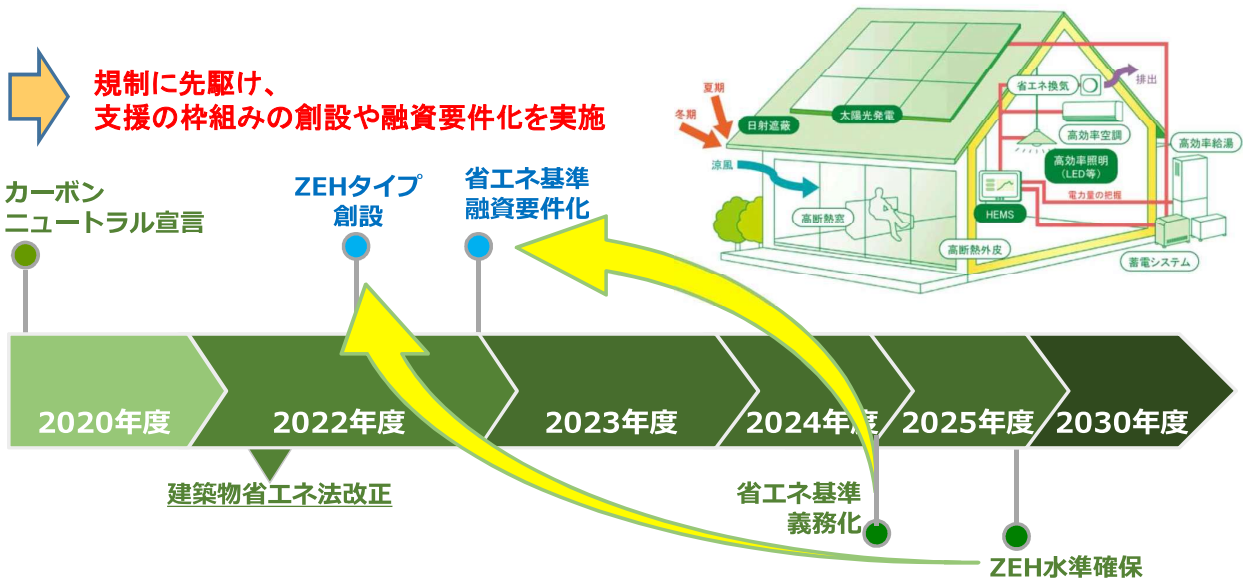 規制に先駆け、
支援の枠組みの創設や融資要件化を実施
夏期
冬期
日射遮蔽
太陽光発電
涼風
高断熱窓
省エネ換気
排出
高効率空調
高効率照明
(LED等)
高効率給湯
電力量の把握
HEMS
高断熱外皮
蓄電システム
カーボン
ニュートラル宣言
ZEHタイプ
創設
省エネ基準
融資要件化
2020年度
2022年度
2023年度
2024年度
2025年度
2030年度
建築物省エネ法改正
省エネ基準
義務化
ZEH水準確保